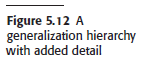 Figure 5.12 A
generalization hierarchy
with added detail